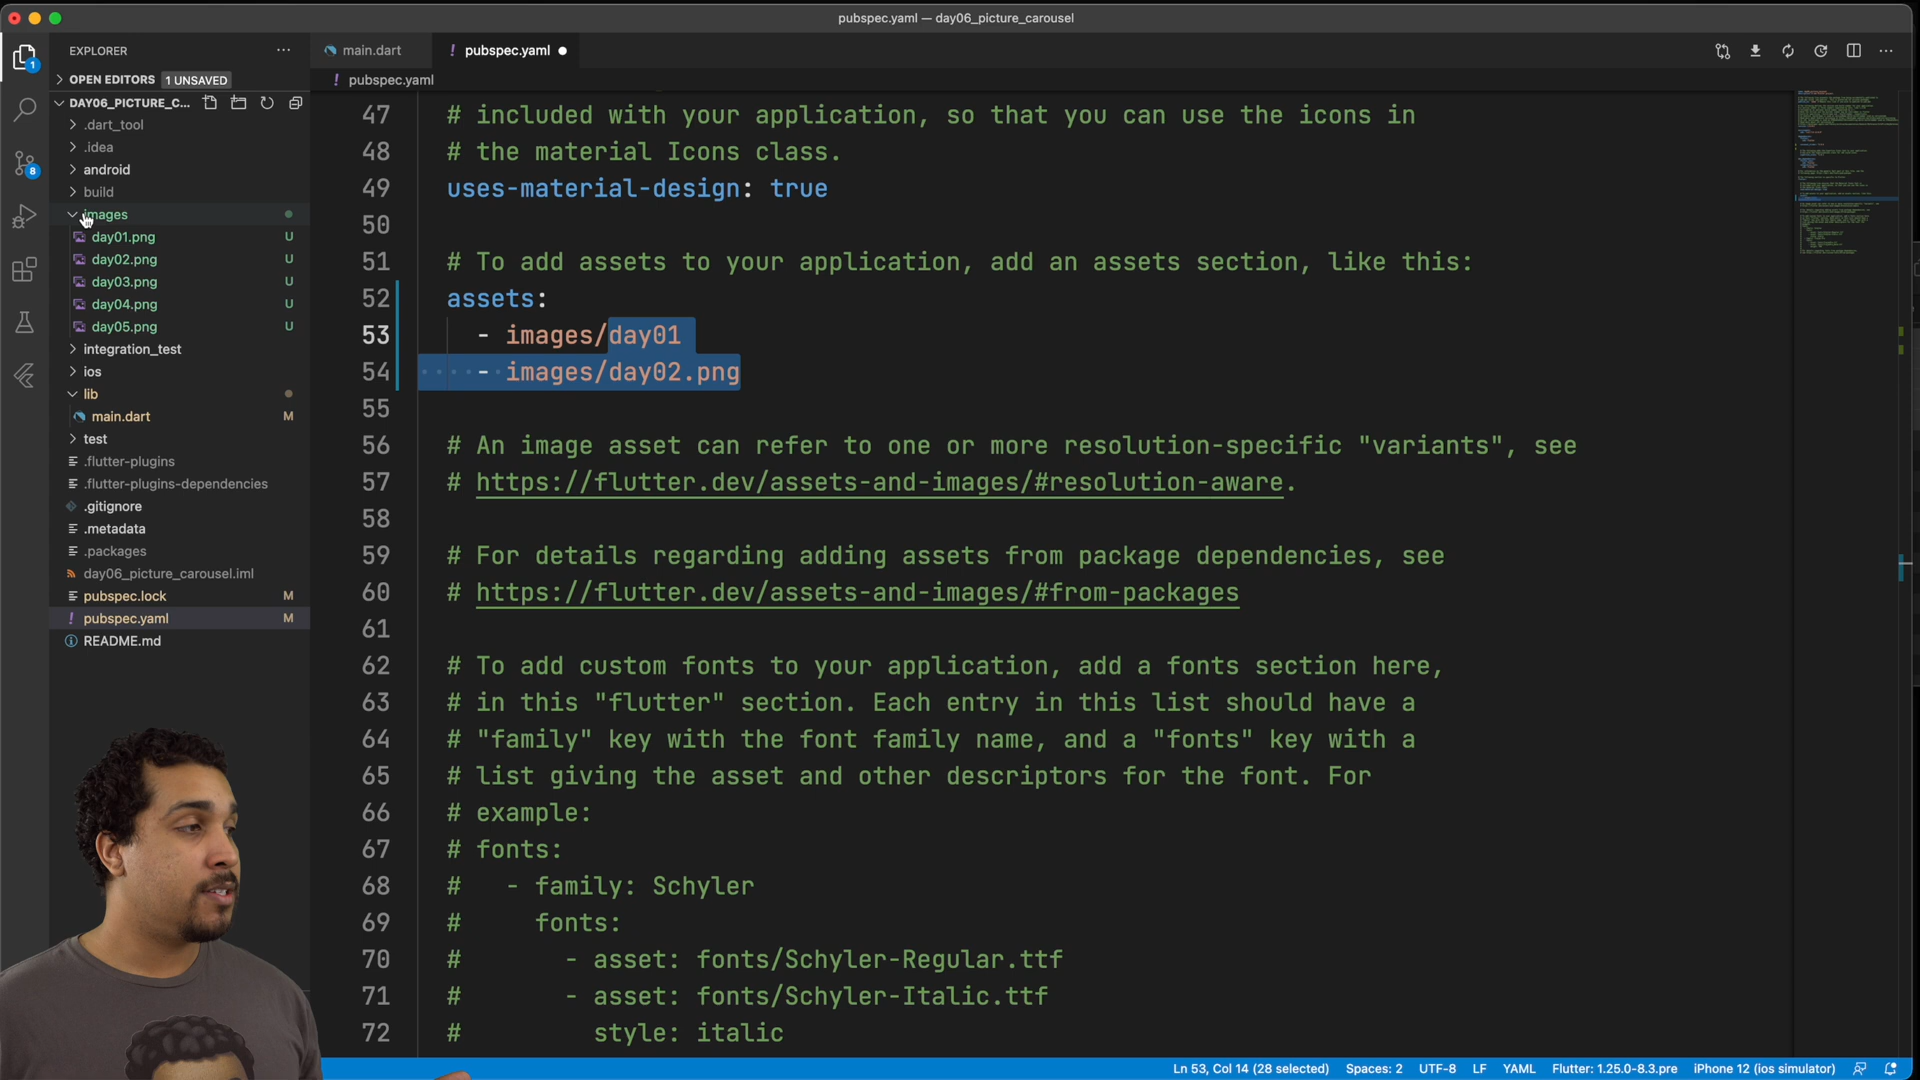 pubspec.yaml — day06_picture_carousel
EXPLORER
main.dart
! pubspec.yaml
OPEN EDITORS 1 UNSAVED
! pubspec.yaml
DAY06_PICTURE_C...
.dart_tool
.idea
android
build
images
day01.png U
day02.png U
day03.png U
day04.png U
day05.png U
integration_test
ios
lib
main.dart M
test
.flutter-plugins
.flutter-plugins-dependencies
.gitignore
.metadata
.packages
day06_picture_carousel.iml
pubspec.lock M
! pubspec.yaml M
README.md
1
8
47 # included with your application, so that you can use the icons in
48 # the material Icons class.
49 uses-material-design: true
50
51 # To add assets to your application, add an assets section, like this:
52 assets:
53 - images/day01
54 - images/day02.png
55
56 # An image asset can refer to one or more resolution-specific "variants", see
57 # https://flutter.dev/assets-and-images/#resolution-aware.
58
59 # For details regarding adding assets from package dependencies, see
60 # https://flutter.dev/assets-and-images/#from-packages
61
62 # To add custom fonts to your application, add a fonts section here,
63 # in this "flutter" section. Each entry in this list should have a
64 # "family" key with the font family name, and a "fonts" key with a
65 # list giving the asset and other descriptors for the font. For
66 # example:
67 # fonts:
68 # - family: Schyler
69 # fonts:
70 # - asset: fonts/Schyler-Regular.ttf
71 # - asset: fonts/Schyler-Italic.ttf
72 # style: italic
Ln 53, Col 14 (28 selected) Spaces: 2 UTF-8 LF YAML Flutter: 1.25.0-8.3.pre iPhone 12 (ios simulator)